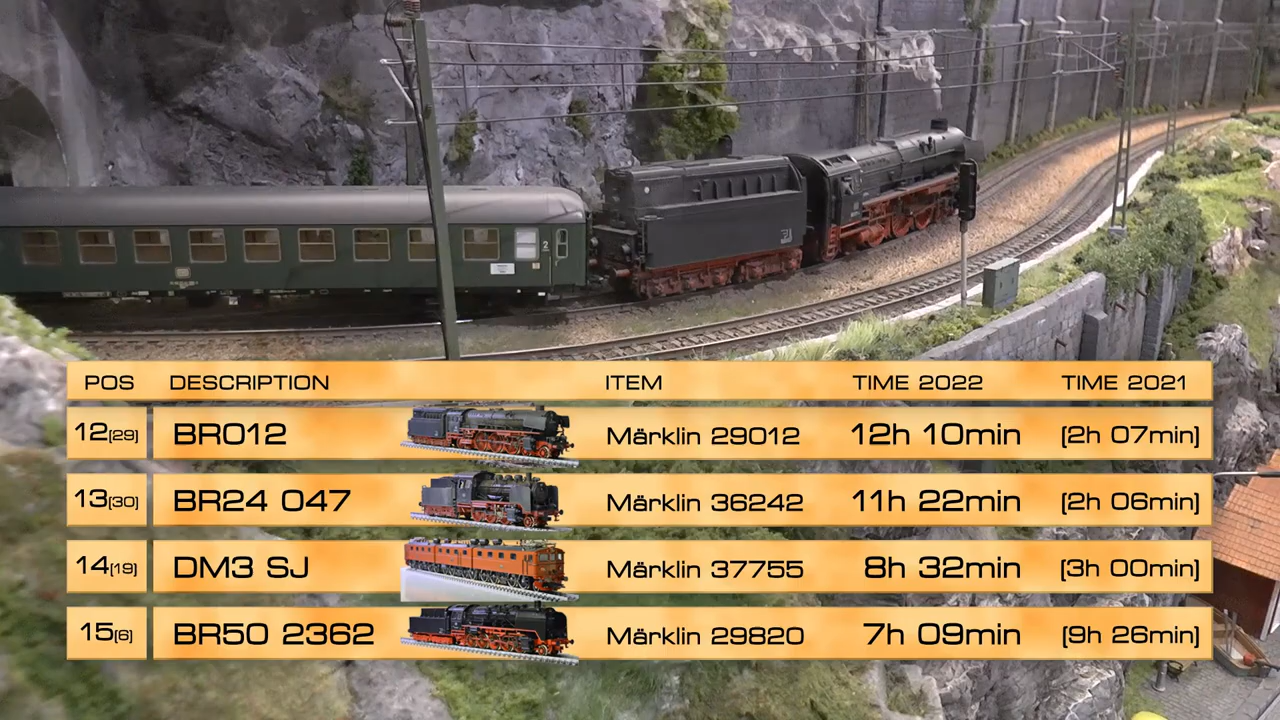 2
POS DESCRIPTION ITEM TIME 2022 TIME 2021
12[29] BR012 Märklin 29012 12h 10min [2h 07min]
13[30] BR24 047 Märklin 36242 11h 22min [2h 06min]
14[19] DM3 SJ Märklin 37755 8h 32min [3h 00min]
15[6] BR50 2362 Märklin 29820 7h 09min [9h 26min]